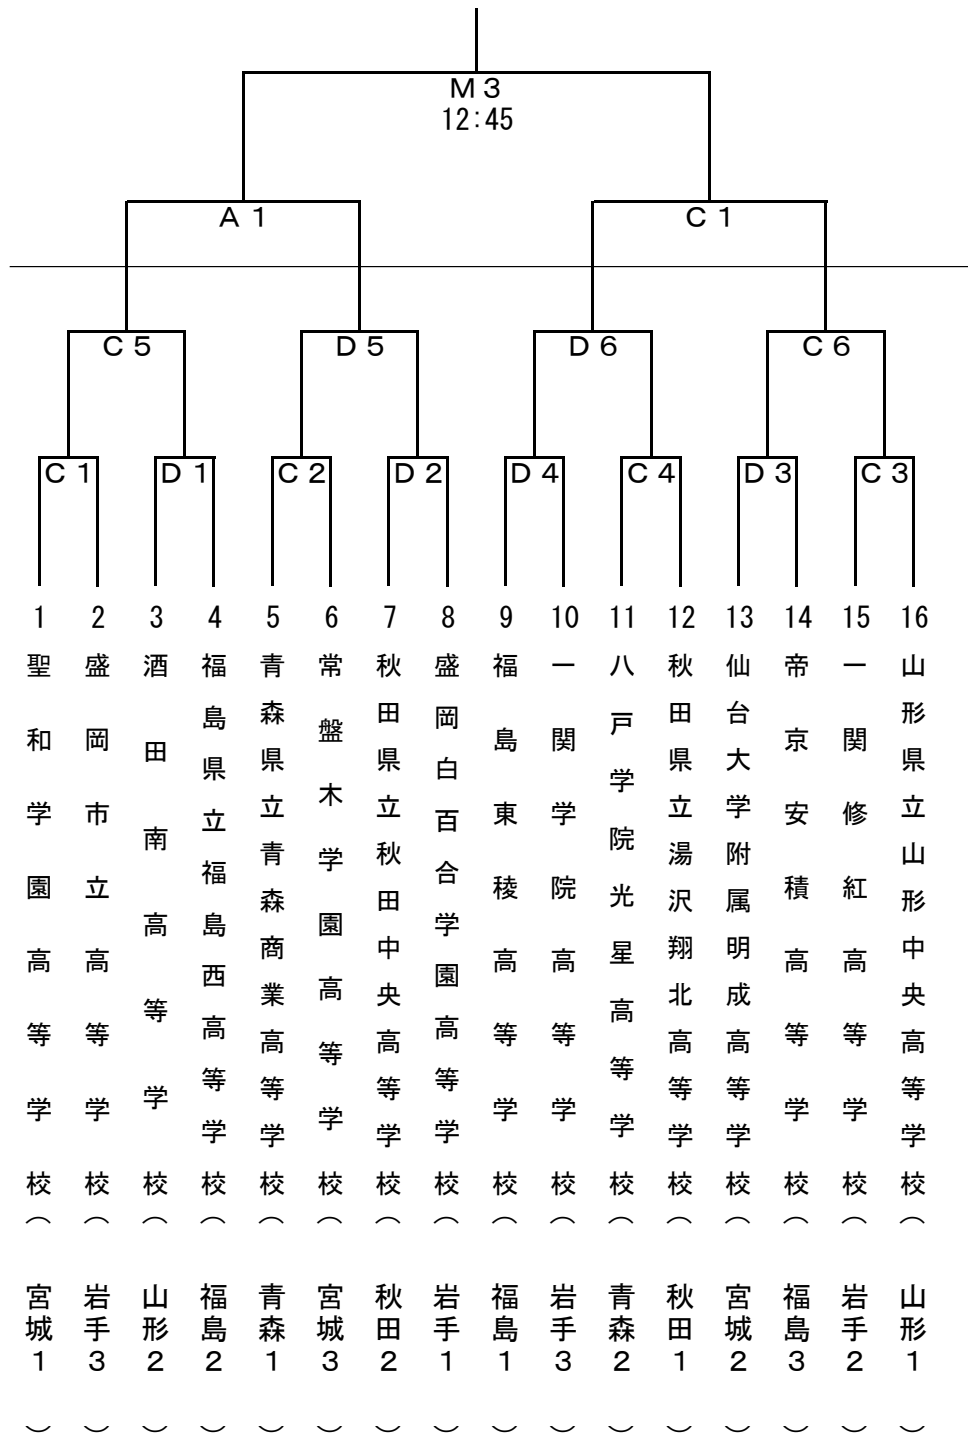 M3
12:45
A1
C1
C5
D5
D6
C6
C1
D1
C2
D2
D4
C4
D3
C3
1
2
3
4
5
6
7
8
9
10
11
12
13
14
15
16
聖和学園高等学校（宮城1）
盛岡市立高等学校（岩手3）
酒田南高等学校（山形2）
福島県立福島西高等学校（福島2）
青森県立青森商業高等学校（青森1）
常盤木学園高等学校（宮城3）
秋田県立秋田中央高等学校（秋田2）
盛岡白百合学園高等学校（岩手1）
福島東稜高等学校（福島1）
一関学院高等学校（岩手3）
八戸学院光星高等学校（青森2）
秋田県立湯沢翔北高等学校（秋田1）
仙台大学附属明成高等学校（宮城2）
帝京安積高等学校（福島3）
一関修紅高等学校（岩手2）
山形県立山形中央高等学校（山形1）